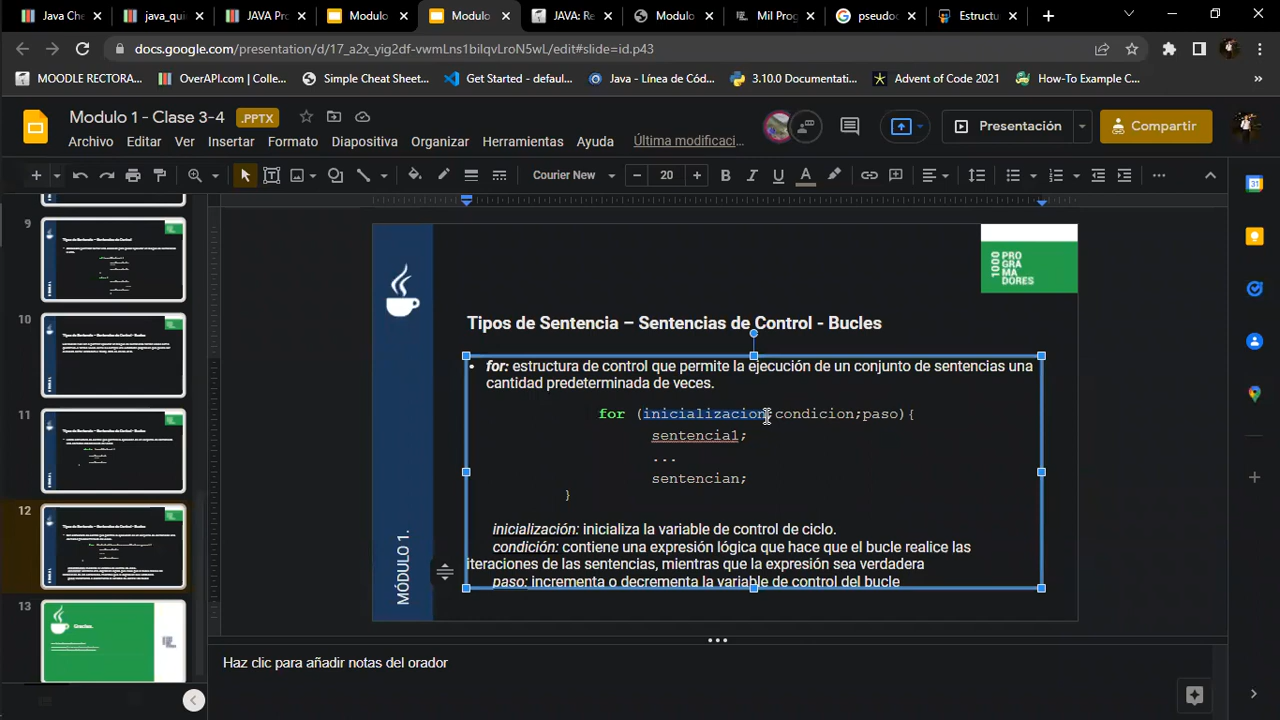 Java Che
java_qui
JAVA Pro
Modulo
Modulo
JAVA: Re
Modulo
Mil Prog
pseudoc
Estructu
docs.google.com/presentation/d/17_a2x_yig2df-vwmLns1bilqvLroN5wL/edit#slide=id.p43
MOODLE RECTORA...
OverAPI.com | Colle...
Simple Cheat Sheet...
Get Started - defaul...
Java - Línea de Cód...
3.10.0 Documentati...
Advent of Code 2021
How-To Example C...
Modulo 1 - Clase 3-4
.PPTX
Archivo Editar Ver Insertar Formato Diapositiva Organizar Herramientas Ayuda
Última modificaci...
Presentación
Compartir
Courier New
20
9
10
11
12
13
Gracias.
1000 PRO GRA MA DORES
Tipos de Sentencia – Sentencias de Control - Bucles
• for: estructura de control que permite la ejecución de un conjunto de sentencias una
cantidad predeterminada de veces.
for (inicializacion;condicion;paso){
sentencia1;
...
sentencian;
}
inicialización: inicializa la variable de control de ciclo.
condición: contiene una expresión lógica que hace que el bucle realice las
iteraciones de las sentencias, mientras que la expresión sea verdadera
paso: incrementa o decrementa la variable de control del bucle
MÓDULO 1.
Haz clic para añadir notas del orador